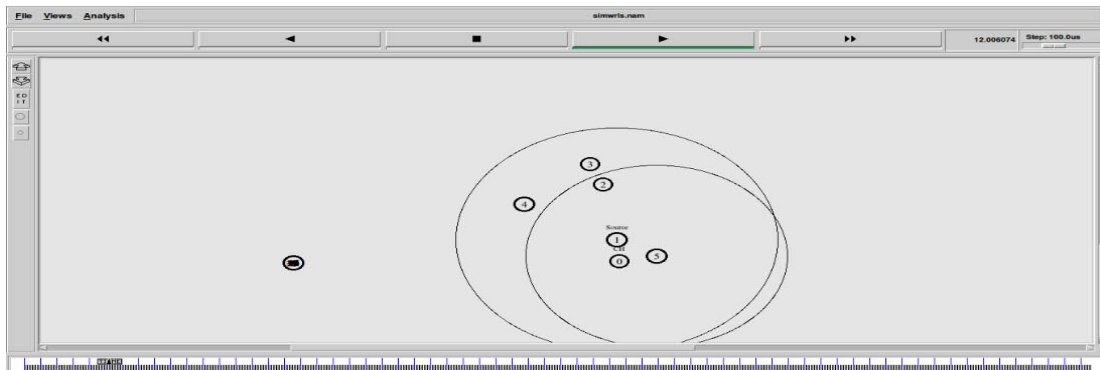 File Views Analysis simwrls.nam
12.006074 Step: 100.0us
E D
I T
3
2
4
Source
1
CH
0 5